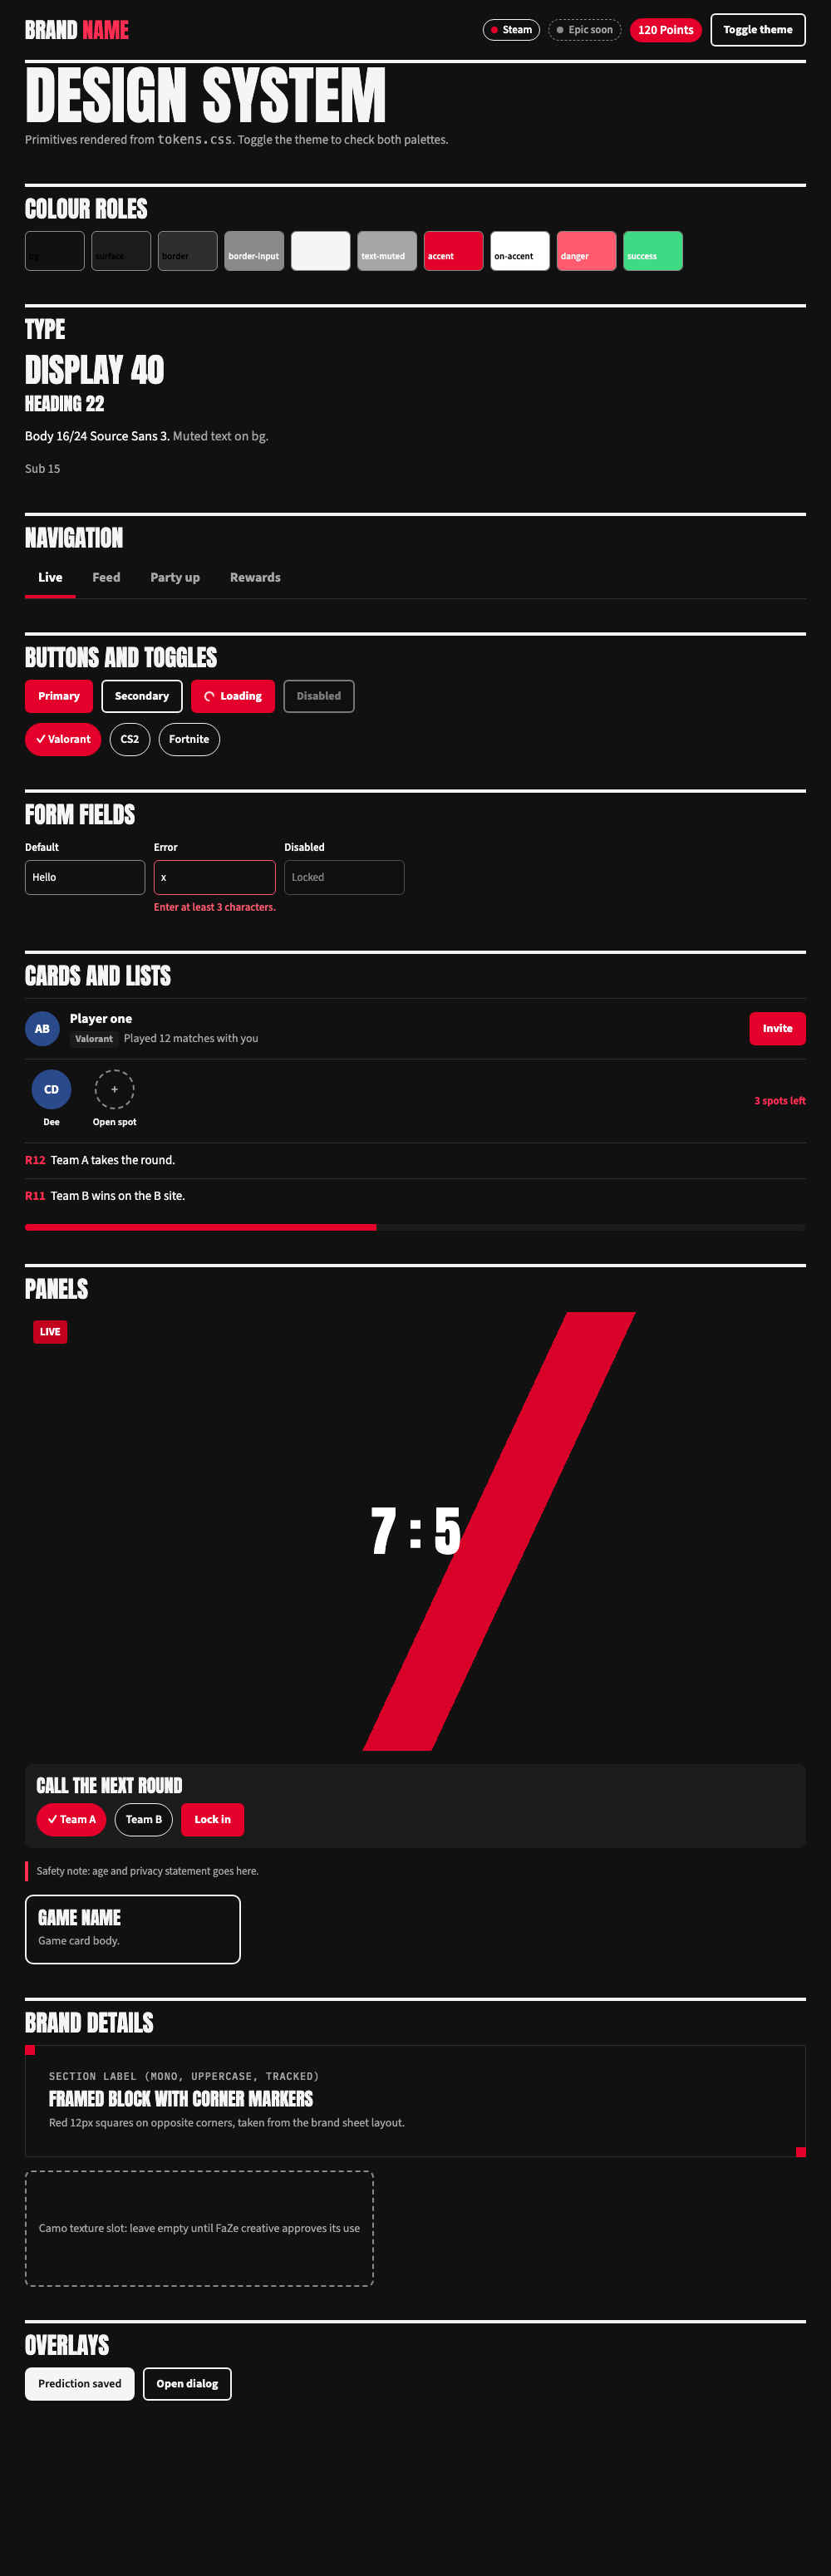 BRAND NAME
Steam
Epic soon
120 Points
Toggle theme
DESIGN SYSTEM
Primitives rendered from tokens.css. Toggle the theme to check both palettes.
COLOUR ROLES
bg
surface
border
border-input
text-muted
accent
on-accent
danger
success
TYPE
DISPLAY 40
HEADING 22
Body 16/24 Source Sans 3. Muted text on bg.
Sub 15
NAVIGATION
Live
Feed
Party up
Rewards
BUTTONS AND TOGGLES
Primary
Secondary
Loading
Disabled
✓ Valorant
CS2
Fortnite
FORM FIELDS
Default
Error
Disabled
Hello
x
Locked
Enter at least 3 characters.
CARDS AND LISTS
AB
Player one
Valorant Played 12 matches with you
Invite
CD
+
Dee
Open spot
3 spots left
R12 Team A takes the round.
R11 Team B wins on the B site.
PANELS
LIVE
7 : 5
CALL THE NEXT ROUND
✓ Team A
Team B
Lock in
Safety note: age and privacy statement goes here.
GAME NAME
Game card body.
BRAND DETAILS
SECTION LABEL (MONO, UPPERCASE, TRACKED)
FRAMED BLOCK WITH CORNER MARKERS
Red 12px squares on opposite corners, taken from the brand sheet layout.
Camo texture slot: leave empty until FaZe creative approves its use
OVERLAYS
Prediction saved
Open dialog